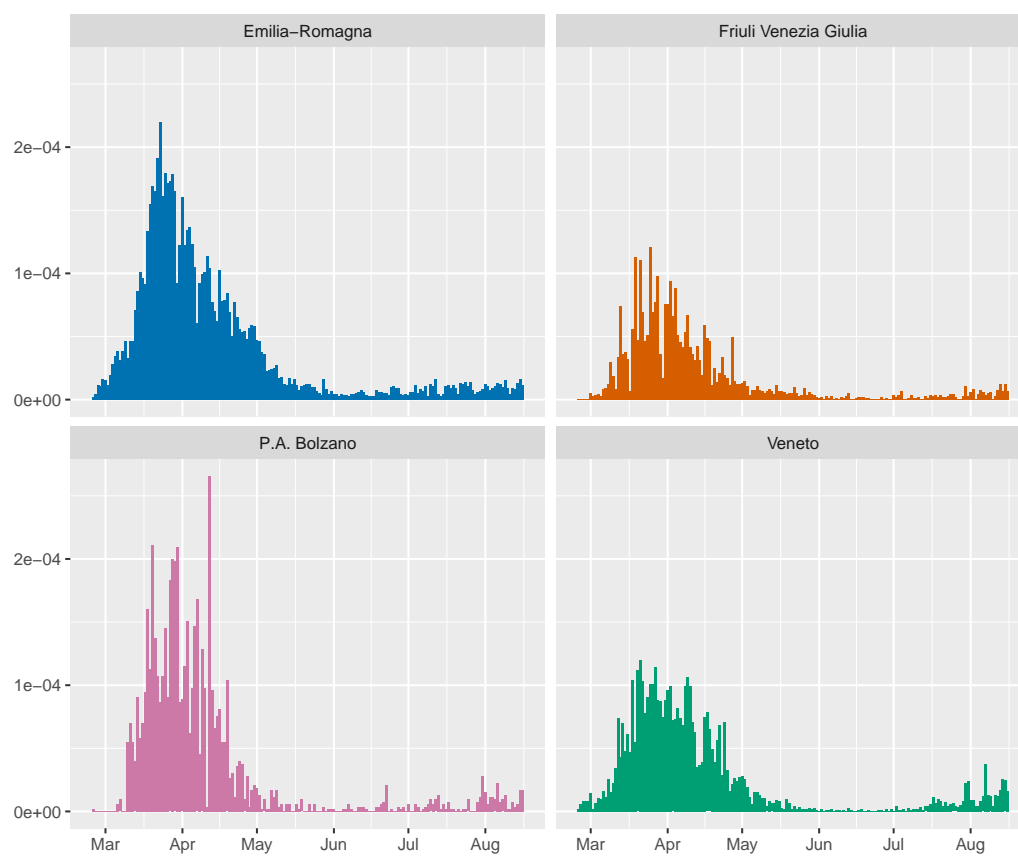 Emilia−Romagna
Friuli Venezia Giulia
2e−04
1e−04
0e+00
P.A. Bolzano
Veneto
2e−04
1e−04
0e+00
Mar Apr May Jun Jul Aug
Mar Apr May Jun Jul Aug